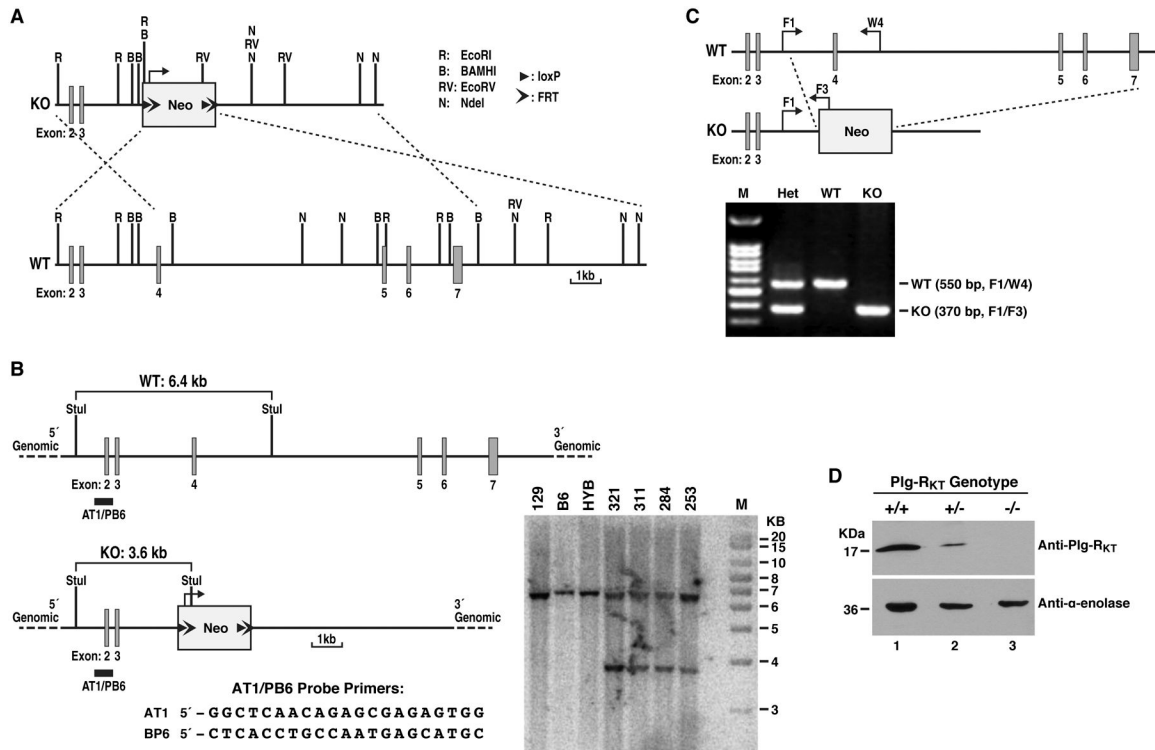 A
R
B
N
RV
R BB RV N RV N N
R: EcoRI
B: BAMHI
RV: EcoRV
N: NdeI
: loxP
: FRT
KO
Neo
Exon: 2 3
R R BB B N N BR R B B RV N R N N
WT
Exon: 2 3 4 5 6 7
1kb
B
WT: 6.4 kb
StuI StuI
5´ Genomic
3´ Genomic
Exon: 2 3 4 5 6 7
AT1/PB6
KO: 3.6 kb
StuI StuI
5´ Genomic
Neo
3´ Genomic
Exon: 2 3
1kb
AT1/PB6
AT1/PB6 Probe Primers:
AT1 5´ – GGCTCAACAGAGCGAGAGTGG
BP6 5´ – CTCACCTGCCAATGAGCATGC
129 B6 HYB 321 311 284 253 M
KB
20
15
10
8
7
6
5
4
3
C
F1 W4
WT
2 3 4 5 6 7
Exon: 2 3
F1 F3
KO
Neo
Exon: 2 3
M Het WT KO
WT (550 bp, F1/W4)
KO (370 bp, F1/F3)
D
Plg-RKT Genotype
+/+ +/- -/-
KDa
17
Anti-Plg-RKT
36
Anti-α-enolase
1 2 3